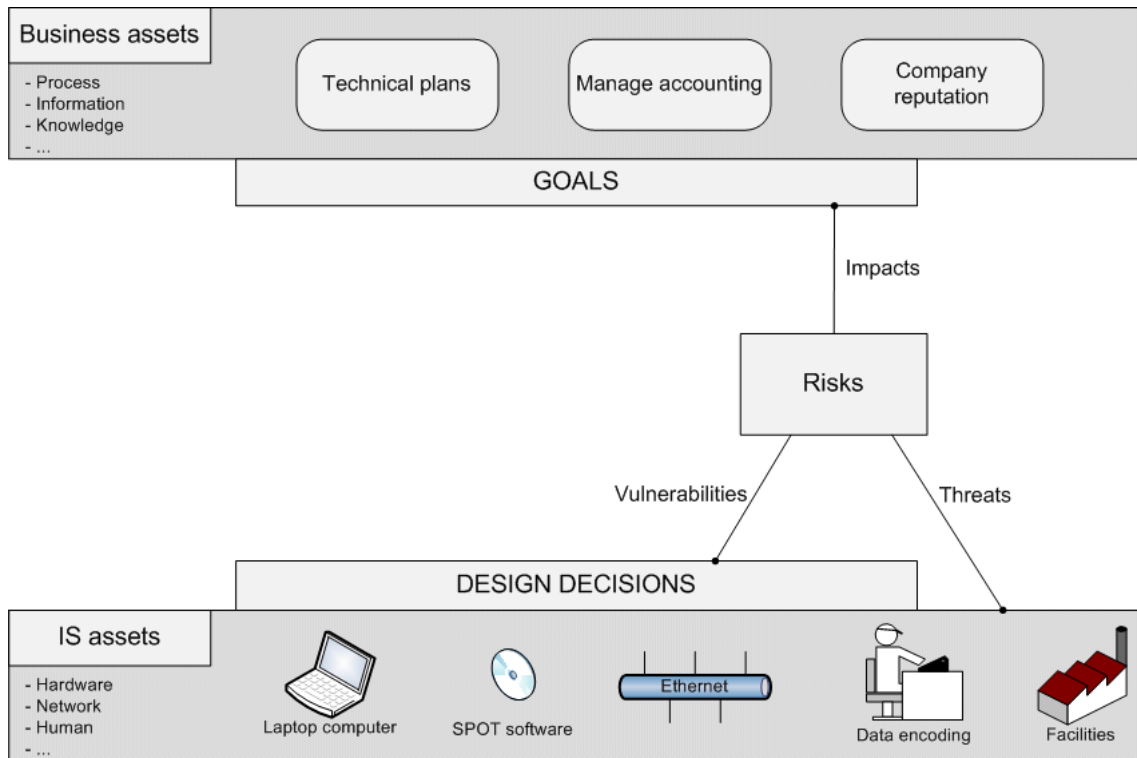 Business assets
- Process
- Information
- Knowledge
- ...
Technical plans
Manage accounting
Company
reputation
GOALS
Impacts
Risks
Vulnerabilities
Threats
DESIGN DECISIONS
IS assets
- Hardware
- Network
- Human
- ...
Laptop computer
SPOT software
Ethernet
Data encoding
Facilities